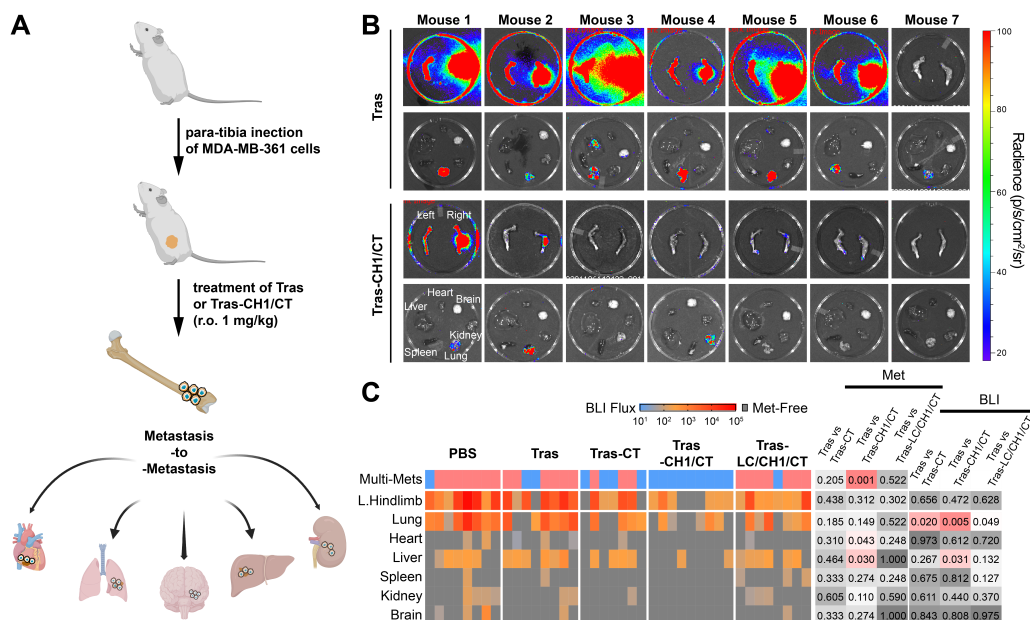 A
para-tibia inection
of MDA-MB-361 cells
treatment of Tras
or Tras-CH1/CT
(r.o. 1 mg/kg)
Metastasis
-to
-Metastasis
B
Mouse 1 Mouse 2 Mouse 3 Mouse 4 Mouse 5 Mouse 6 Mouse 7
Tras
Tras-CH1/CT
Left Right
Heart
Liver Brain
Kidney
Spleen Lung
100
80
60
40
20
Radience (p/s/cm²/sr)
C
BLI Flux
10¹ 10² 10³ 10⁴ 10⁵
Met-Free
Met
BLI
Tras vs
Tras-CT
Tras vs
Tras-CH1/CT
Tras vs
Tras-LC/CH1/CT
Tras vs
Tras-CT
Tras vs
Tras-CH1/CT
Tras vs
Tras-LC/CH1/CT
PBS Tras Tras-CT Tras
-CH1/CT Tras-
LC/CH1/CT
Multi-Mets 0.205 0.001 0.522
L.Hindlimb 0.438 0.312 0.302 0.656 0.472 0.628
Lung 0.185 0.149 0.522 0.020 0.005 0.049
Heart 0.310 0.043 0.248 0.973 0.612 0.720
Liver 0.464 0.030 1.000 0.267 0.031 0.132
Spleen 0.333 0.274 0.248 0.675 0.812 0.127
Kidney 0.605 0.110 0.590 0.611 0.440 0.370
Brain 0.333 0.274 1.000 0.843 0.808 0.975